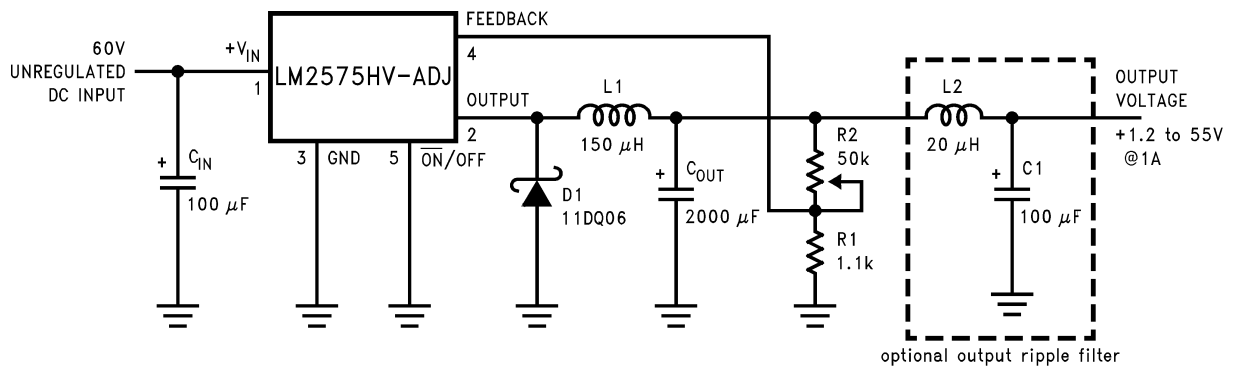 60V
UNREGULATED
DC INPUT
+VIN
1
LM2575HV-ADJ
FEEDBACK
4
OUTPUT
2
3
GND
5
ON/OFF
+
CIN
100 μF
L1
150 μH
D1
11DQ06
+
COUT
2000 μF
R2
50k
R1
1.1k
L2
20 μH
+
C1
100 μF
OUTPUT
VOLTAGE
+1.2 to 55V
@1A
optional output ripple filter